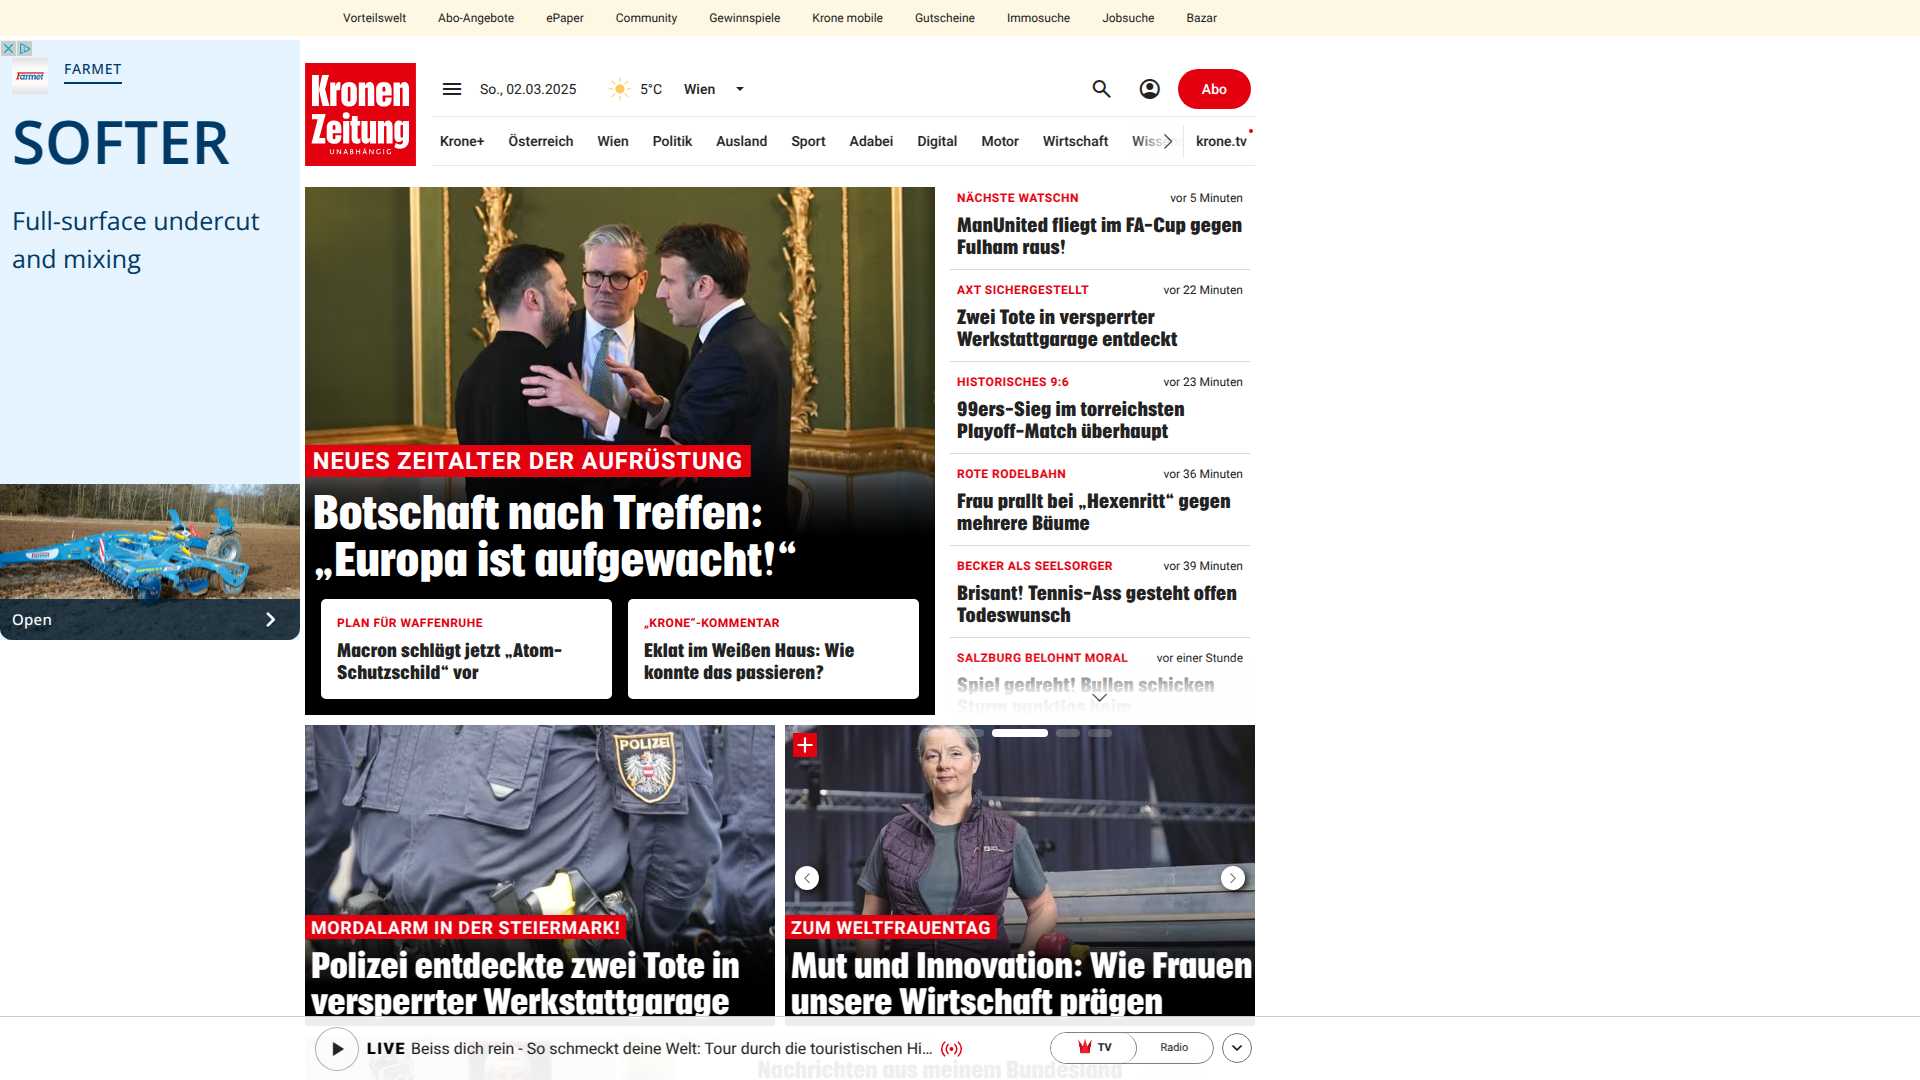 Vorteilswelt
Abo-Angebote
ePaper
Community
Gewinnspiele
Krone mobile
Gutscheine
Immosuche
Jobsuche
Bazar
Farmet
FARMET
SOFTER
Full-surface undercut
and mixing
Open
Kronen
Zeitung
UNABHÄNGIG
So., 02.03.2025
5°C
Wien
Abo
Krone+
Österreich
Wien
Politik
Ausland
Sport
Adabei
Digital
Motor
Wirtschaft
Wiss
krone.tv
NEUES ZEITALTER DER AUFRÜSTUNG
Botschaft nach Treffen:
„Europa ist aufgewacht!“
PLAN FÜR WAFFENRUHE
Macron schlägt jetzt „Atom-
Schutzschild“ vor
„KRONE“-KOMMENTAR
Eklat im Weißen Haus: Wie
konnte das passieren?
NÄCHSTE WATSCHN
vor 5 Minuten
ManUnited fliegt im FA-Cup gegen
Fulham raus!
AXT SICHERGESTELLT
vor 22 Minuten
Zwei Tote in versperrter
Werkstattgarage entdeckt
HISTORISCHES 9:6
vor 23 Minuten
99ers-Sieg im torreichsten
Playoff-Match überhaupt
ROTE RODELBAHN
vor 36 Minuten
Frau prallt bei „Hexenritt“ gegen
mehrere Bäume
BECKER ALS SEELSORGER
vor 39 Minuten
Brisant! Tennis-Ass gesteht offen
Todeswunsch
SALZBURG BELOHNT MORAL
vor einer Stunde
Spiel gedreht! Bullen schicken
Sturm punktlos heim
POLIZEI
MORDALARM IN DER STEIERMARK!
Polizei entdeckte zwei Tote in
versperrter Werkstattgarage
ZUM WELTFRAUENTAG
Mut und Innovation: Wie Frauen
unsere Wirtschaft prägen
LIVE Beiss dich rein - So schmeckt deine Welt: Tour durch die touristischen Hi...
TV
Radio
Nachrichten aus meinem Bundesland